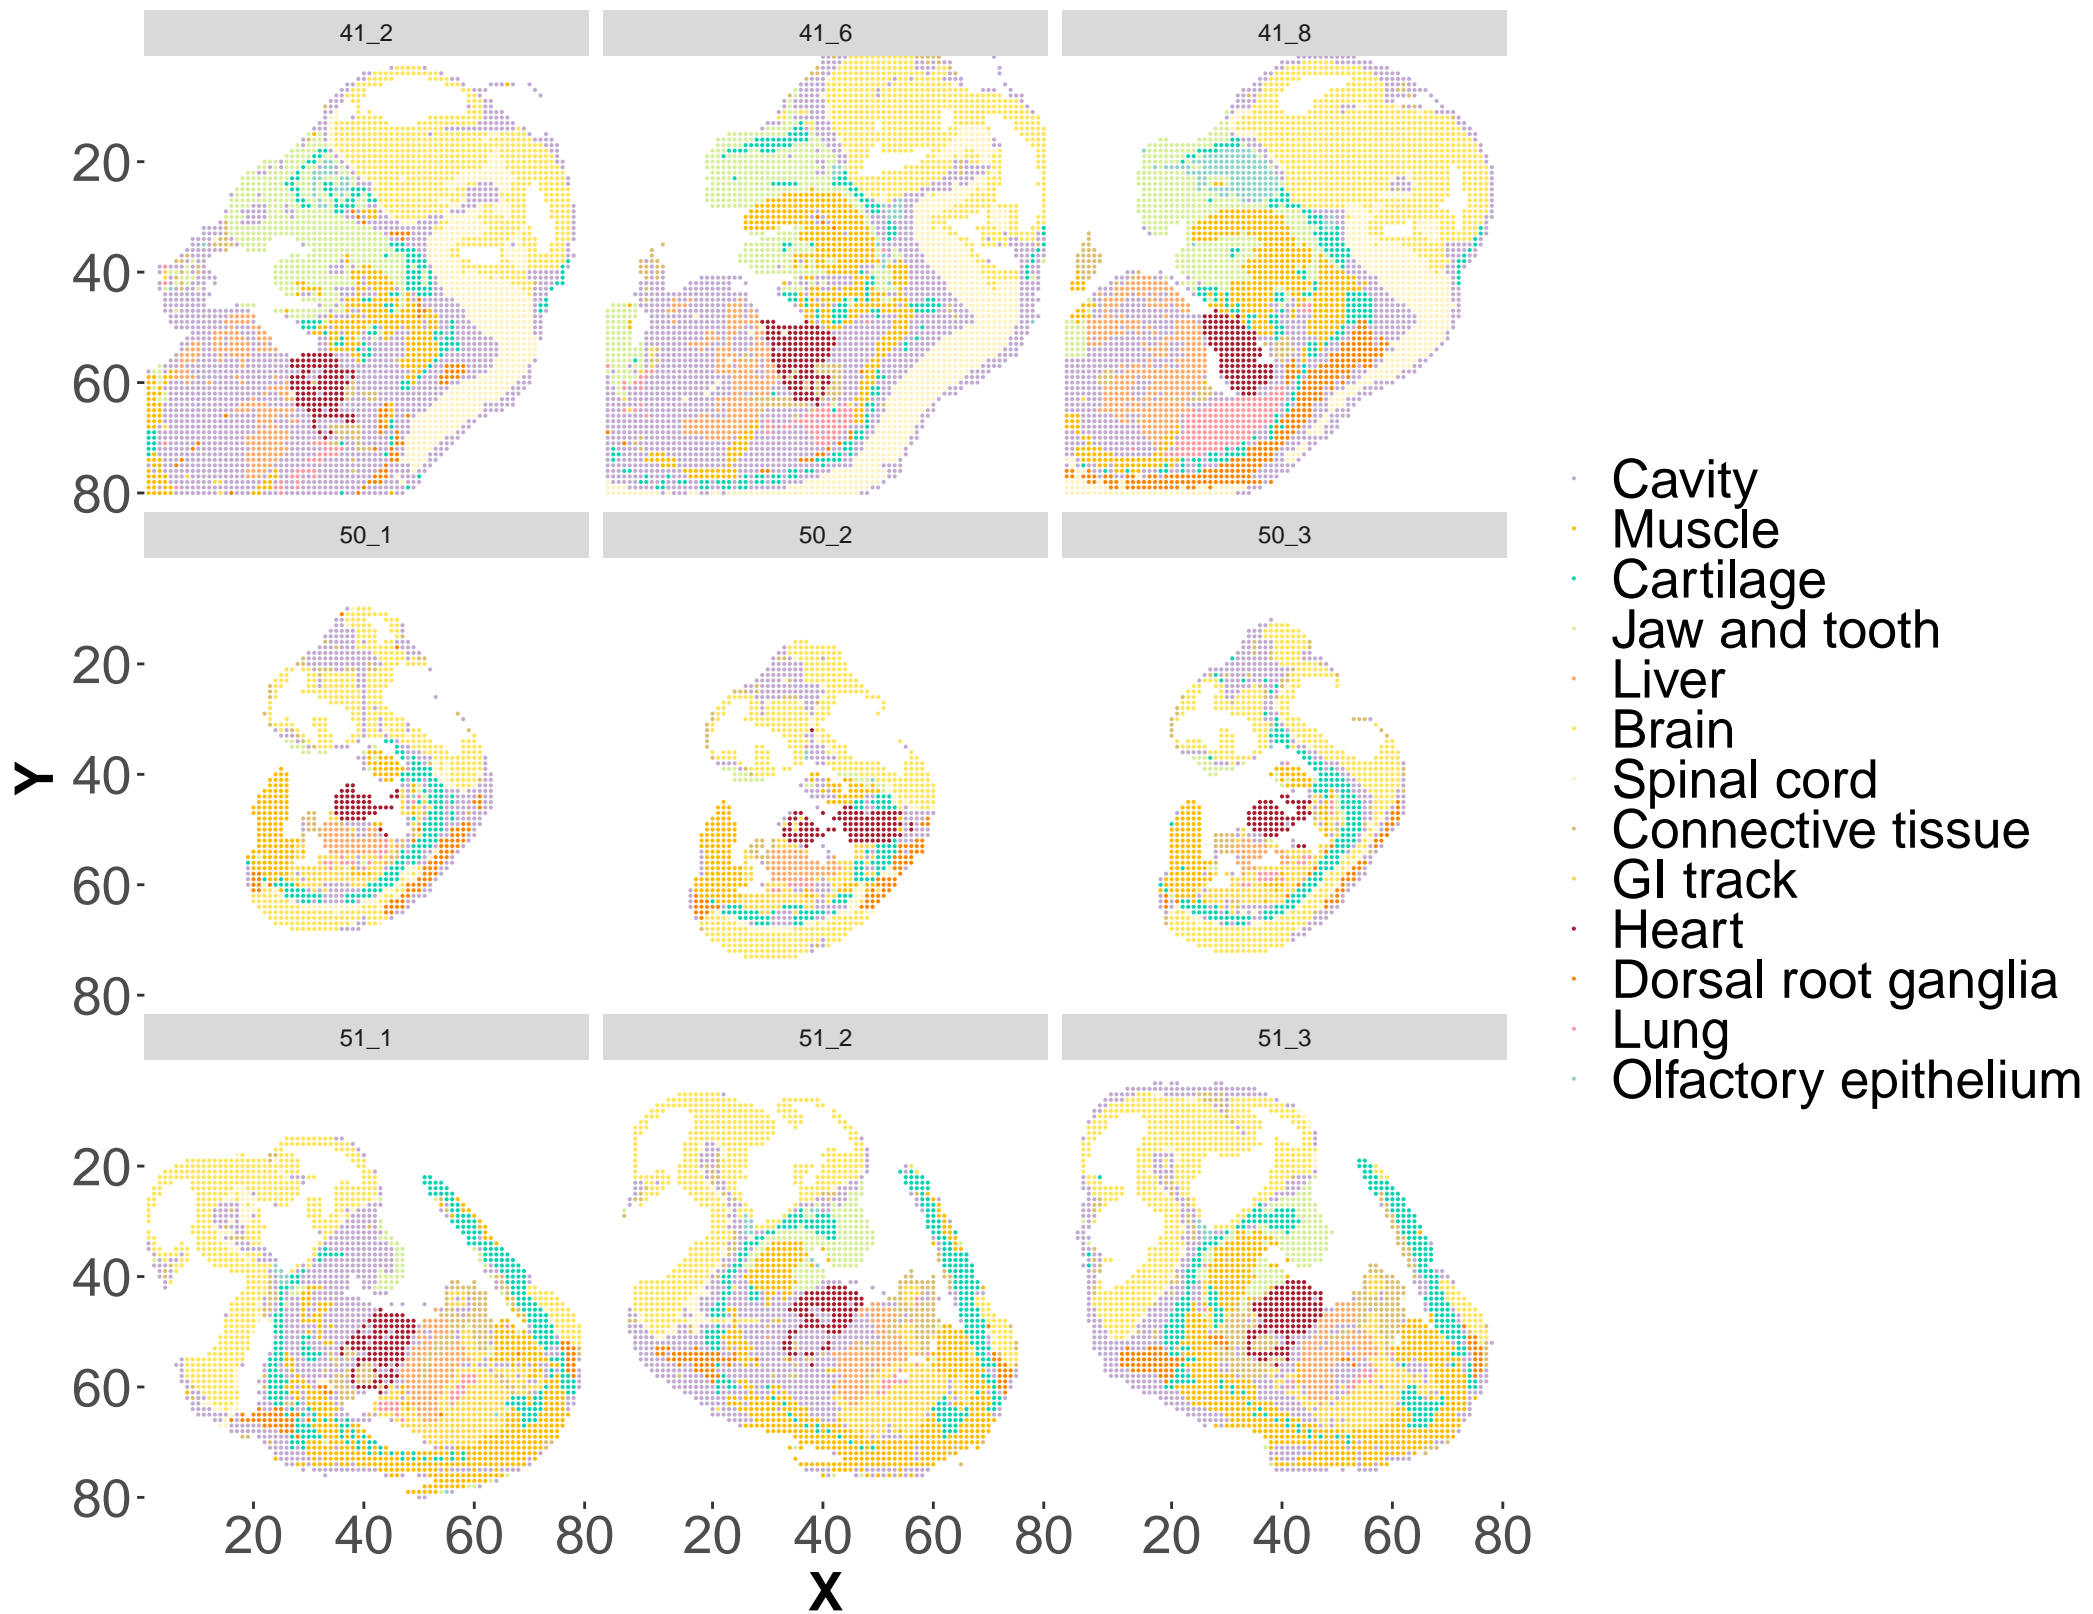 41_2
41_6
41_8
20
40
60
80
50_1
50_2
50_3
20
40
60
80
51_1
51_2
51_3
20
40
60
80
20 40 60 80
20 40 60 80
20 40 60 80
X
Y
Cavity
Muscle
Cartilage
Jaw and tooth
Liver
Brain
Spinal cord
Connective tissue
GI track
Heart
Dorsal root ganglia
Lung
Olfactory epithelium